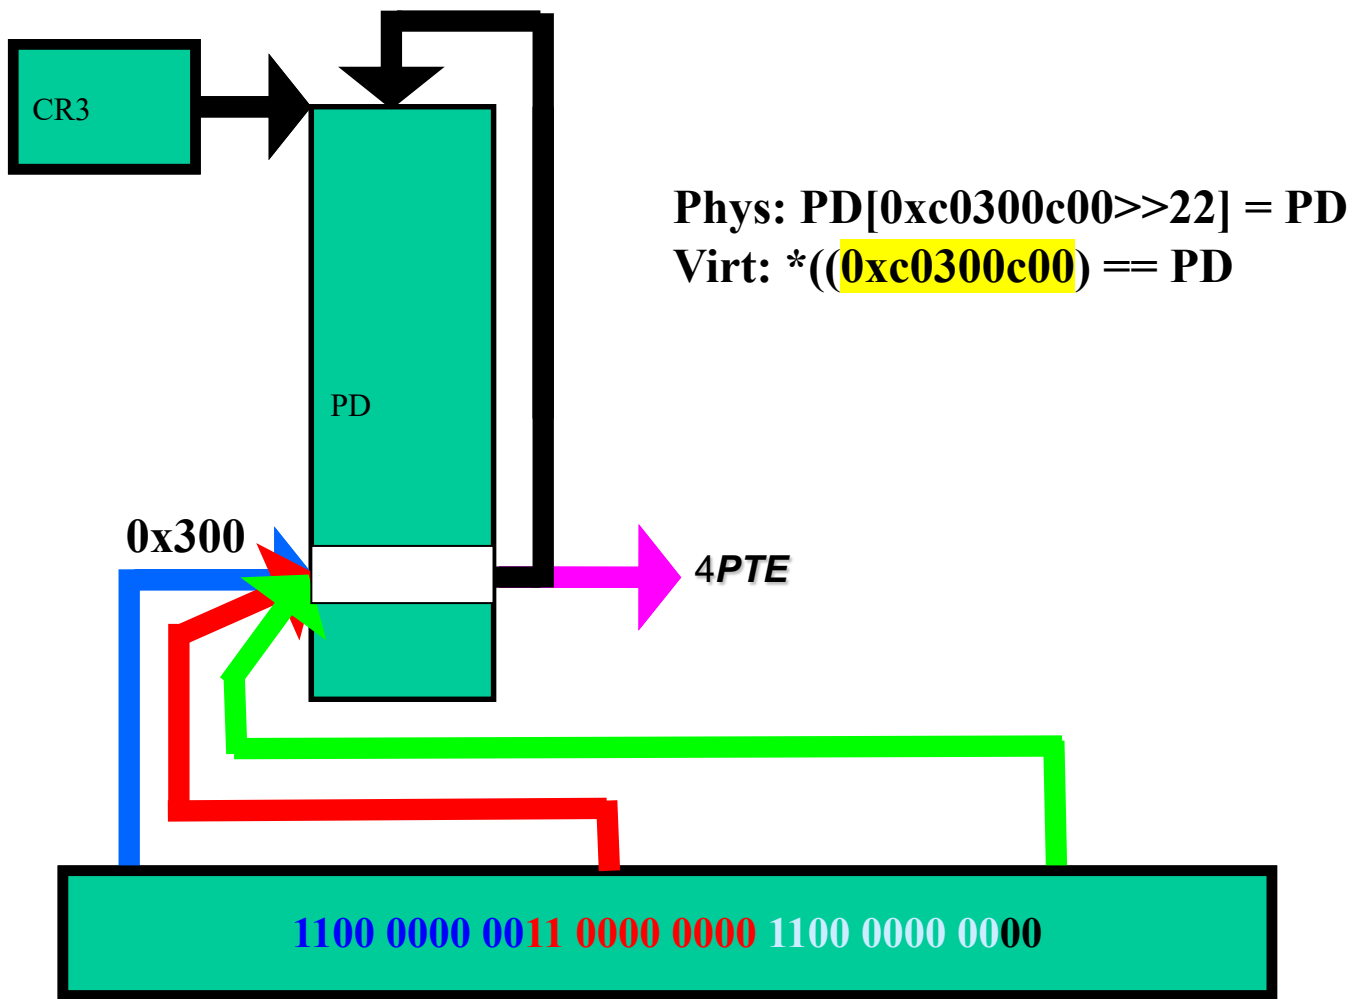 CR3
Phys: PD[0xc0300c00>>22] = PD
Virt: *((0xc0300c00) == PD
PD
0x300
4PTE
1100 0000 0011 0000 0000 1100 0000 0000